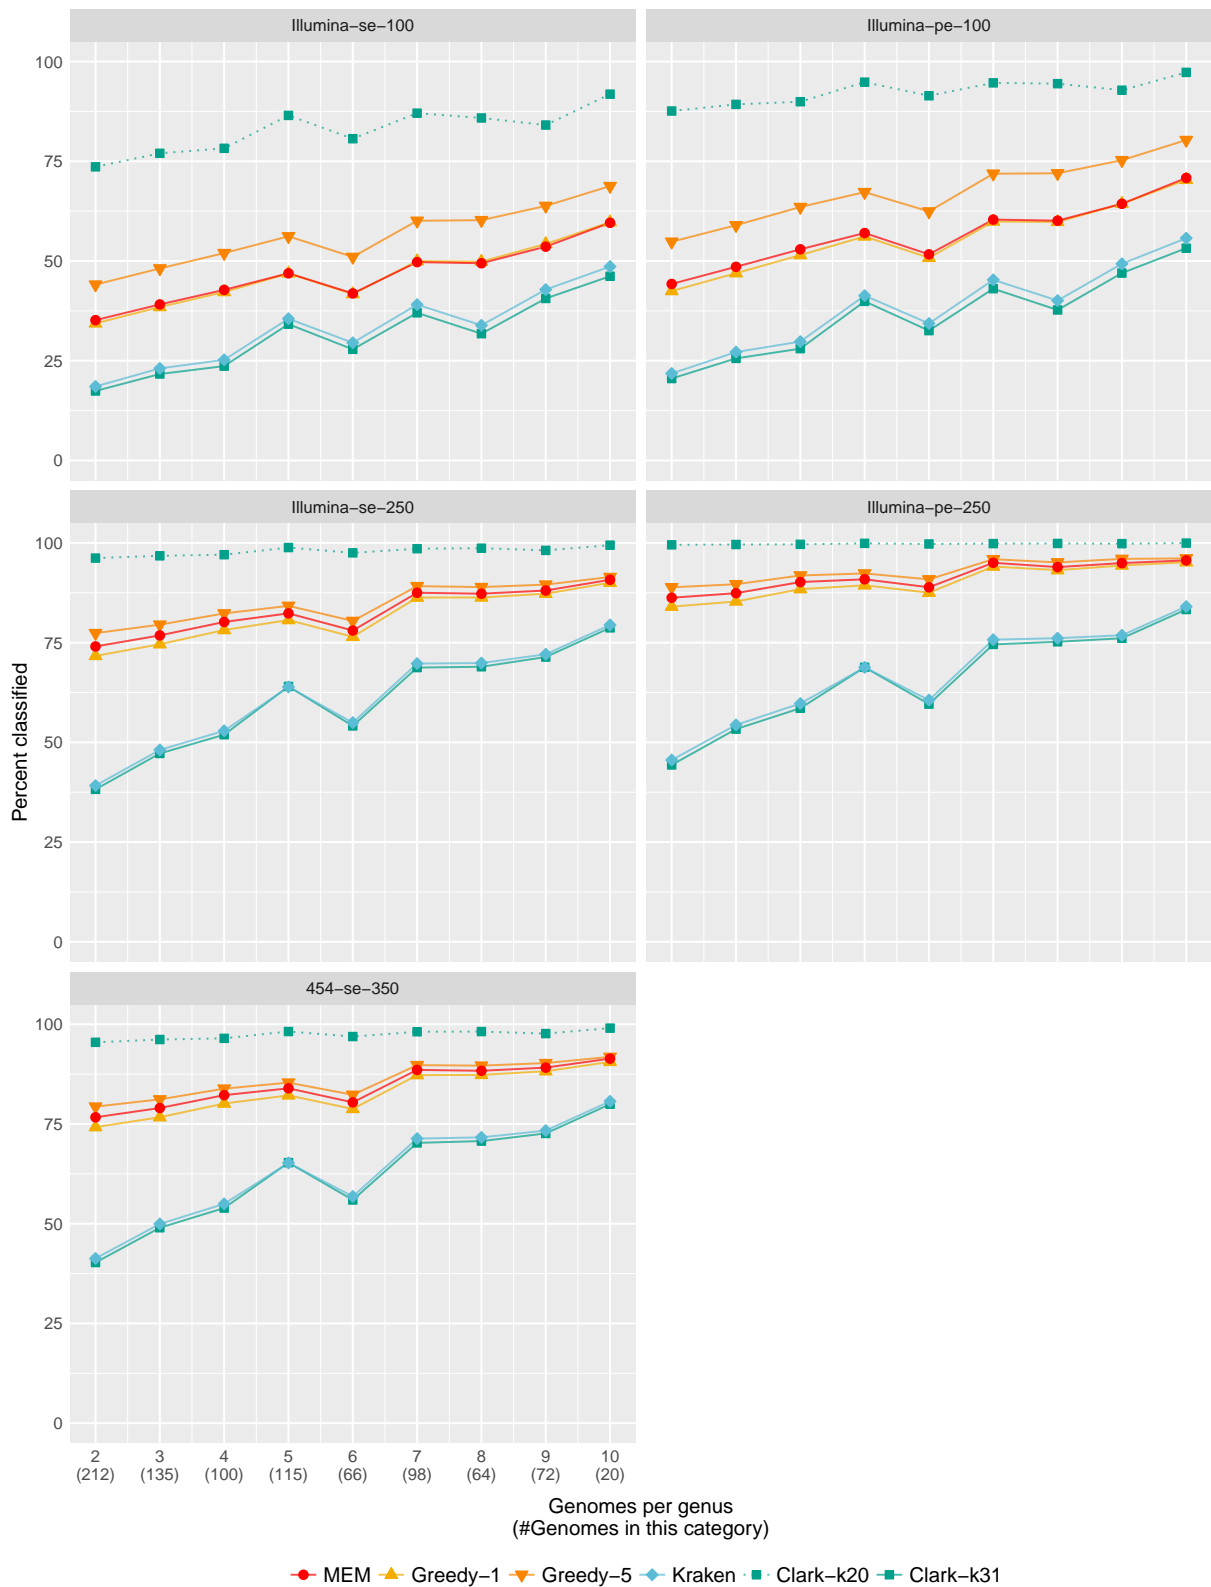 Illumina−se−100
Illumina−pe−100
100
75
50
25
0
Illumina−se−250
Illumina−pe−250
100
75
50
25
0
454−se−350
100
75
50
25
0
Percent classified
2 3 4 5 6 7 8 9 10
(212) (135) (100) (115) (66) (98) (64) (72) (20)
Genomes per genus
(#Genomes in this category)
MEM Greedy−1 Greedy−5 Kraken Clark−k20 Clark−k31